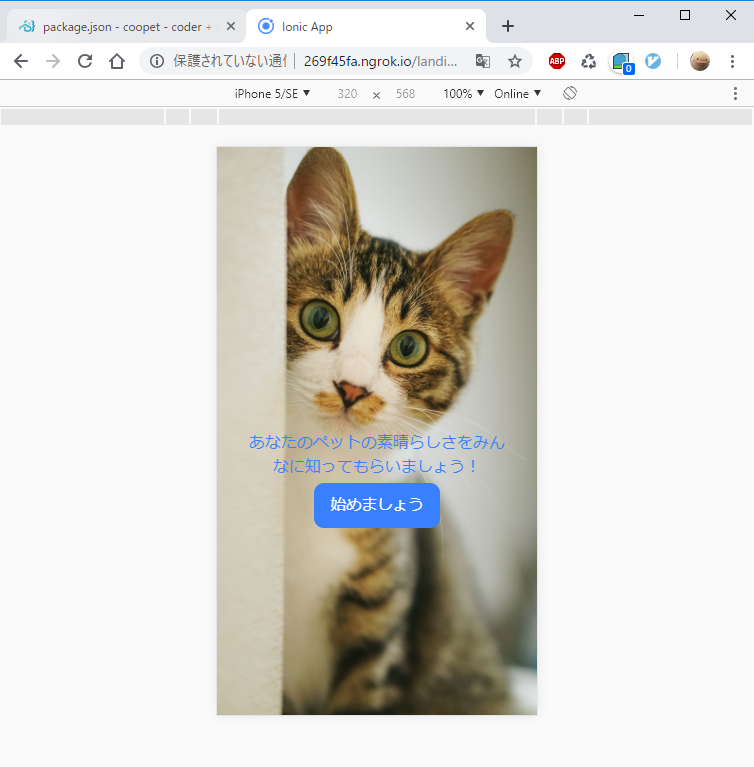 package.json - coopet - coder +
Ionic App
保護されていない通信
269f45fa.ngrok.io/landi...
ABP
0
iPhone 5/SE ▼ 320 × 568 100% ▼ Online ▼
あなたのペットの素晴らしさをみん
なに知ってもらいましょう！
始めましょう